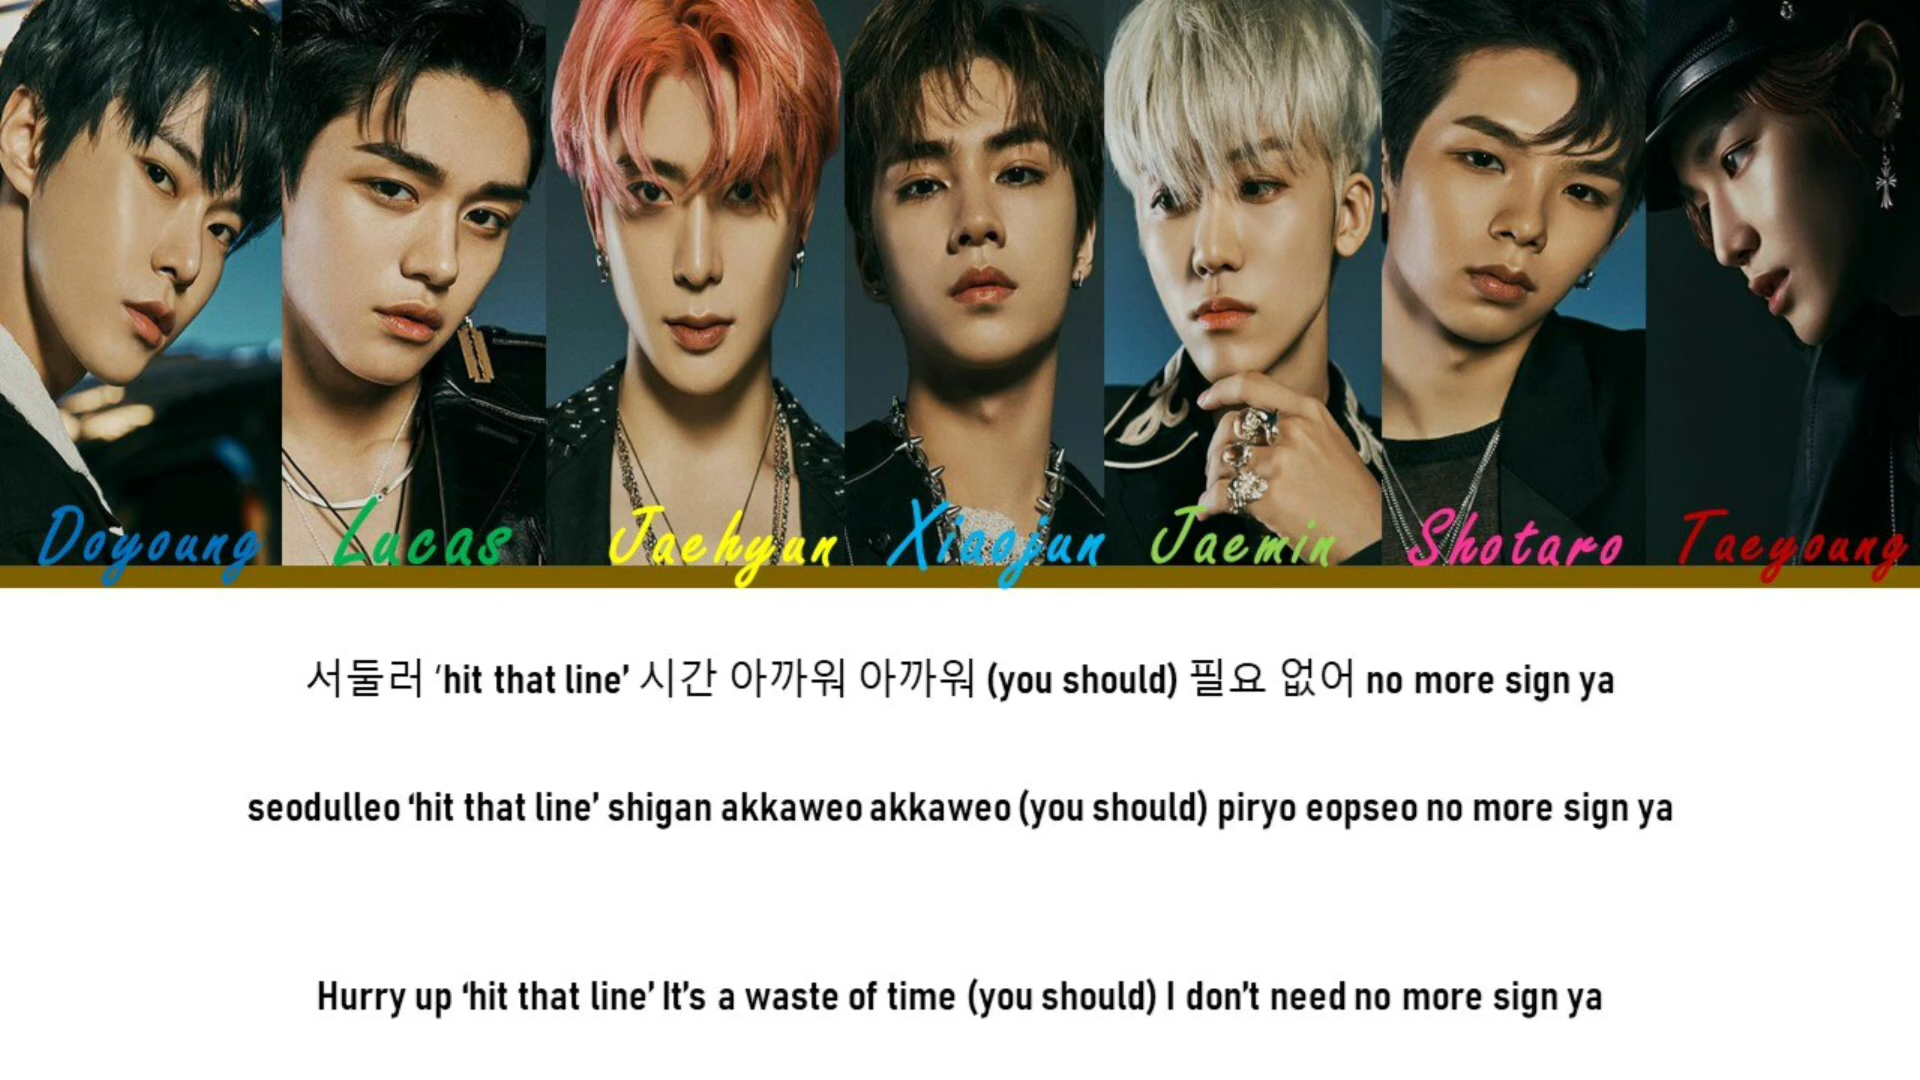 Doyoung Lucas Jaehyun Xiaojun Jaemin Shotaro Taeyoung
서둘러 ‘hit that line’ 시간 아까워 아까워 (you should) 필요 없어 no more sign ya
seodulleo ‘hit that line’ shigan akkaweo akkaweo (you should) piryo eopseo no more sign ya
Hurry up ‘hit that line’ It’s a waste of time (you should) I don’t need no more sign ya